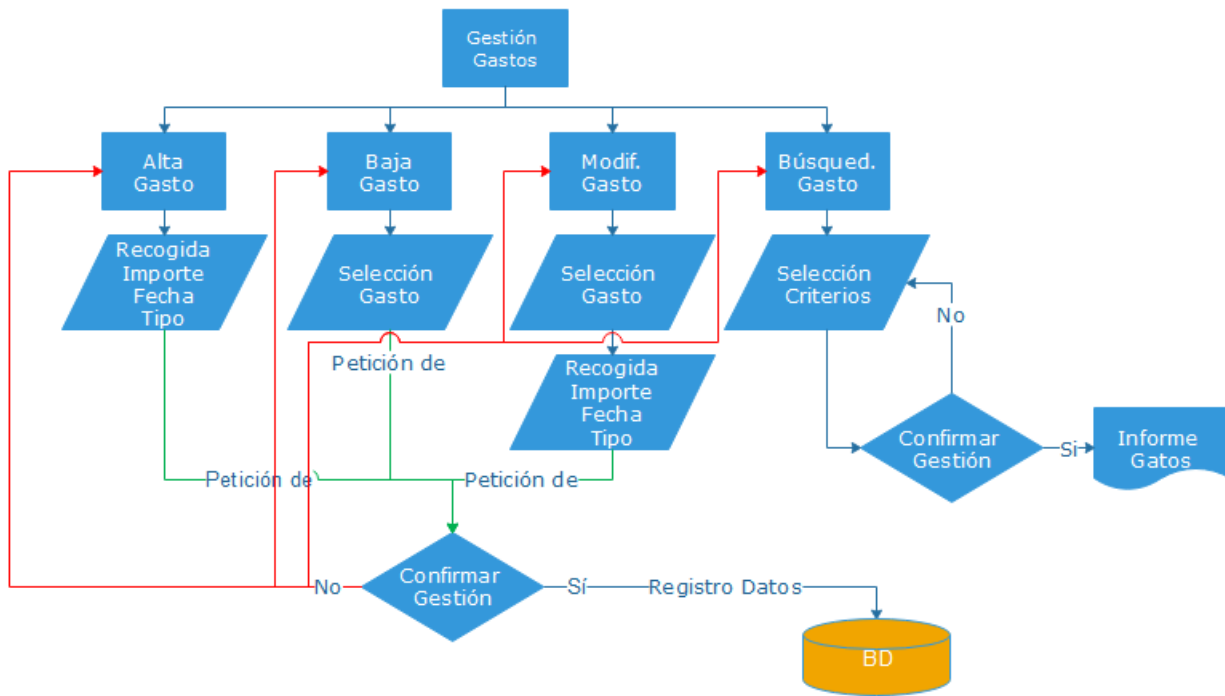 Gestión
Gastos
Alta
Gasto
Baja
Gasto
Modif.
Gasto
Búsqued.
Gasto
Recogida
Importe
Fecha
Tipo
Selección
Gasto
Selección
Gasto
Selección
Criterios
No
Petición de
Recogida
Importe
Fecha
Tipo
Confirmar
Gestión
Si
Informe
Gatos
Petición de
Petición de
Confirmar
Gestión
No
Sí
Registro Datos
BD